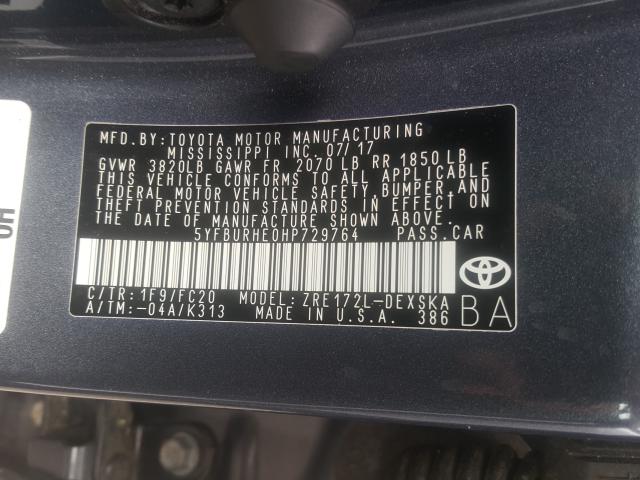 MFD.BY:TOYOTA MOTOR MANUFACTURING
MISSISSIPPI, INC. 07/17
GVWR 3820LB GAWR FR 2070 LB RR 1850 LB
THIS VEHICLE CONFORMS TO ALL APPLICABLE
FEDERAL MOTOR VEHICLE SAFETY, BUMPER, AND
THEFT PREVENTION STANDARDS IN EFFECT ON
THE DATE OF MANUFACTURE SHOWN ABOVE.
5YFBURHE0HP729764 PASS.CAR
C/TR:1F9/FC20 MODEL: ZRE172L-DEXSKA
A/TM:-04A/K313 MADE IN U.S.A. 386
BA